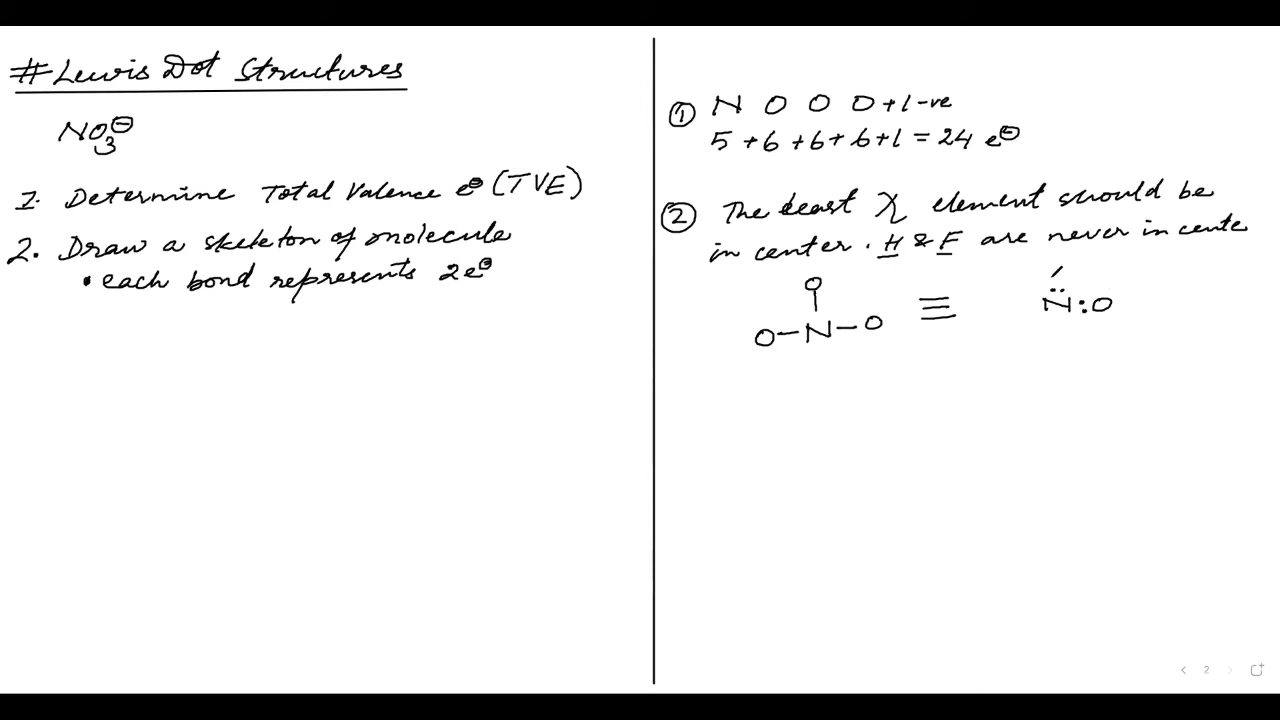 # Lewis Dot Structures
NO₃⊖
1. Determine Total Valence e⊖ (TVE)
2. Draw a skeleton of molecule
• each bond represents 2e⊖
① N O O O + 1 -ve
5 + 6 + 6 + 6 + 1 = 24 e⊖
② The least χ element should be
in center. H & F are never in cente
O
O–N–O ≡ N:O
2